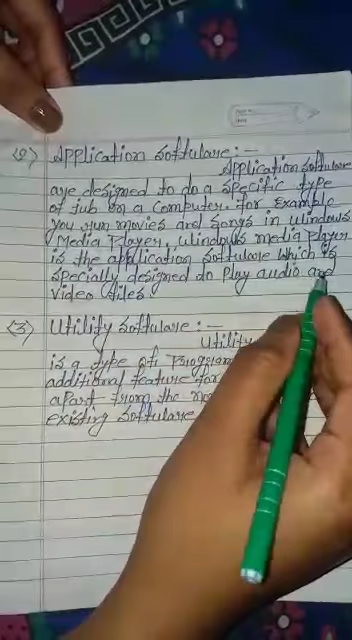 (2) Application Software:-
Application Software
are designed to do a specific type
of job on a Computer. for Example
you run movies and songs in windows
Media Player, windows media Player
is the application software which is
specially designed to play audio and
video files.
(3) Utility software:-
Utility
is a type of Program
additional feature for
apart from the
existing software